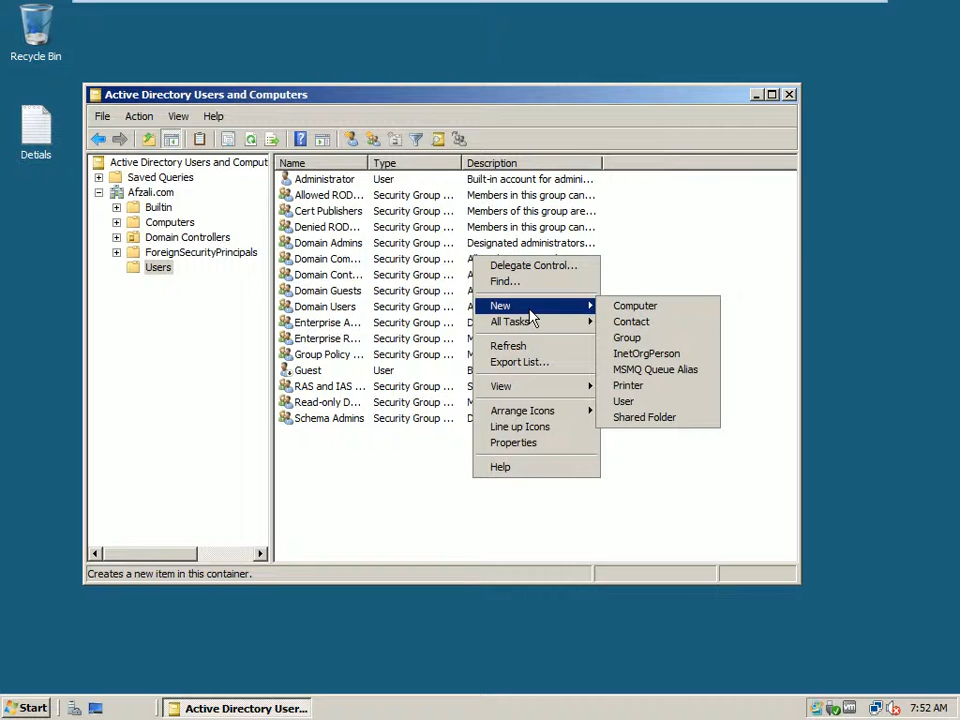 Recycle Bin
Detials
Active Directory Users and Computers
File Action View Help
Active Directory Users and Comput
Saved Queries
Afzali.com
Builtin
Computers
Domain Controllers
ForeignSecurityPrincipals
Users
Name Type Description
Administrator User Built-in account for admini...
Allowed ROD... Security Group ... Members in this group can...
Cert Publishers Security Group ... Members of this group are...
Denied ROD... Security Group ... Members in this group can...
Domain Admins Security Group ... Designated administrators...
Domain Com... Security Group ...
Domain Cont... Security Group ...
Domain Guests Security Group ...
Domain Users Security Group ...
Enterprise A... Security Group ...
Enterprise R... Security Group ...
Group Policy ... Security Group ...
Guest User
RAS and IAS ... Security Group ...
Read-only D... Security Group ...
Schema Admins Security Group ...
Delegate Control...
Find...
New
All Tasks
Refresh
Export List...
View
Arrange Icons
Line up Icons
Properties
Help
Computer
Contact
Group
InetOrgPerson
MSMQ Queue Alias
Printer
User
Shared Folder
Creates a new item in this container.
Start Active Directory User... 7:52 AM